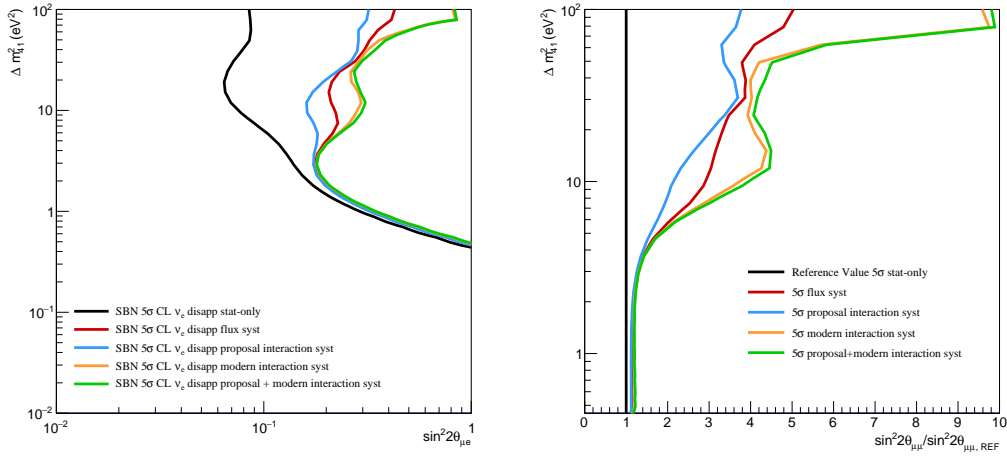 Δ m²₄₁ (eV²)
10²
10
1
10⁻¹
10⁻²
SBN 5σ CL νₑ disapp stat-only
SBN 5σ CL νₑ disapp flux syst
SBN 5σ CL νₑ disapp proposal interaction syst
SBN 5σ CL νₑ disapp modern interaction syst
SBN 5σ CL νₑ disapp proposal + modern interaction syst
10⁻² 10⁻¹ 1
sin²2θμe
Δ m²₄₁ (eV²)
10²
10
1
Reference Value 5σ stat-only
5σ flux syst
5σ proposal interaction syst
5σ modern interaction syst
5σ proposal+modern interaction syst
0 1 2 3 4 5 6 7 8 9 10
sin²2θμμ/sin²2θμμ, REF